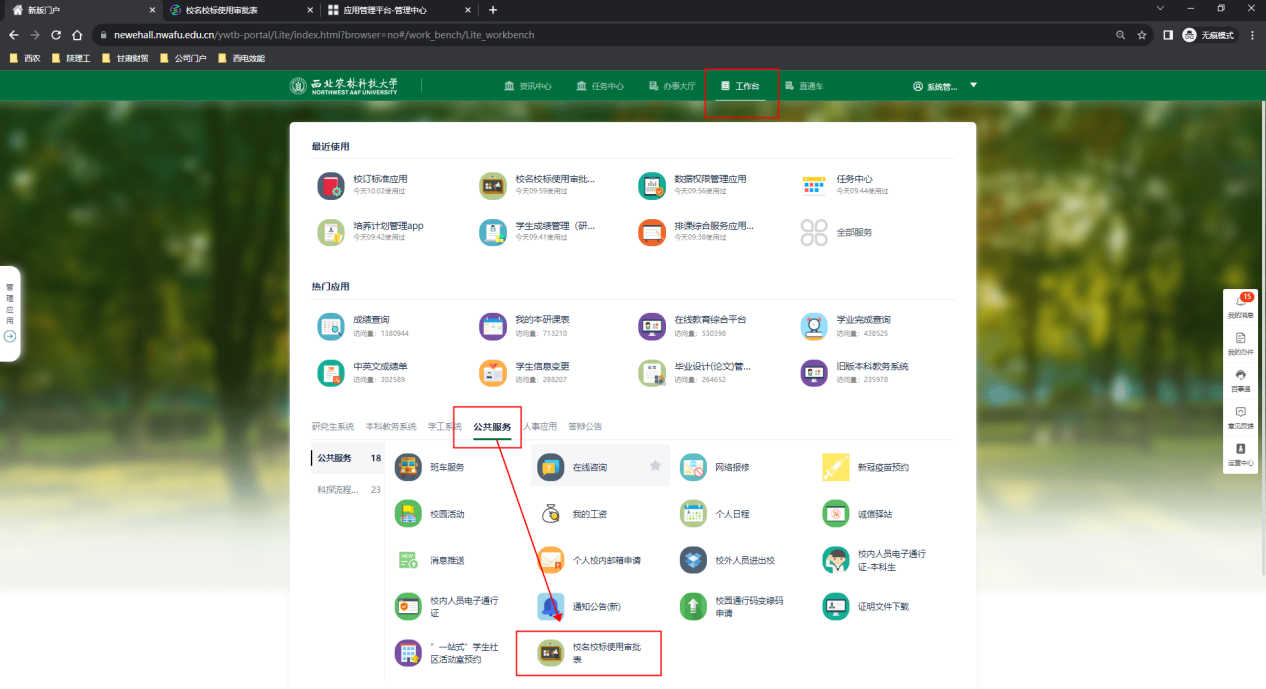 新版门户
校名校标使用审批表
应用管理平台-管理中心
newehall.nwafu.edu.cn/ywtb-portal/Lite/index.html?browser=no#/work_bench/Lite_workbench
无痕模式
西农
陕理工
甘肃财贸
公司门户
西电效能
西北农林科技大学
NORTHWEST A&F UNIVERSITY
资讯中心
任务中心
办事大厅
工作台
直通车
系统管...
最近使用
校订标准应用
今天10:02使用过
校名校标使用审批...
今天09:59使用过
数据权限管理应用
今天09:56使用过
任务中心
今天09:44使用过
培养计划管理app
今天09:42使用过
学生成绩管理（研...
今天09:41使用过
排课综合服务应用...
今天09:38使用过
全部服务
热门应用
成绩查询
访问量：1380944
我的本研课表
访问量：713210
在线教育综合平台
访问量：530398
学业完成查询
访问量：438525
中英文成绩单
访问量：302589
学生信息变更
访问量：288207
毕业设计(论文)管...
访问量：264652
旧版本科教务系统
访问量：235978
研究生系统
本科教务系统
学工系统
公共服务
人事应用
答辩公告
公共服务 18
科探流程... 23
班车服务
在线咨询
网络报修
新冠疫苗预约
校园活动
我的工资
个人日程
诚信驿站
消息推送
个人校内邮箱申请
校外人员进出校
校内人员电子通行
证-本科生
校内人员电子通行
证
通知公告(新)
校园通行码变绿码
申请
证明文件下载
“一站式”学生社
区活动室预约
校名校标使用审批
表
管
理
应
用
15
我的消息
我的办件
百事通
意见反馈
运营中心